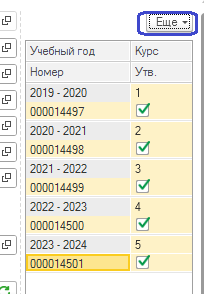 Еще
Учебный год Курс
Номер Утв.
2019 - 2020 1
000014497
2020 - 2021 2
000014498
2021 - 2022 3
000014499
2022 - 2023 4
000014500
2023 - 2024 5
000014501